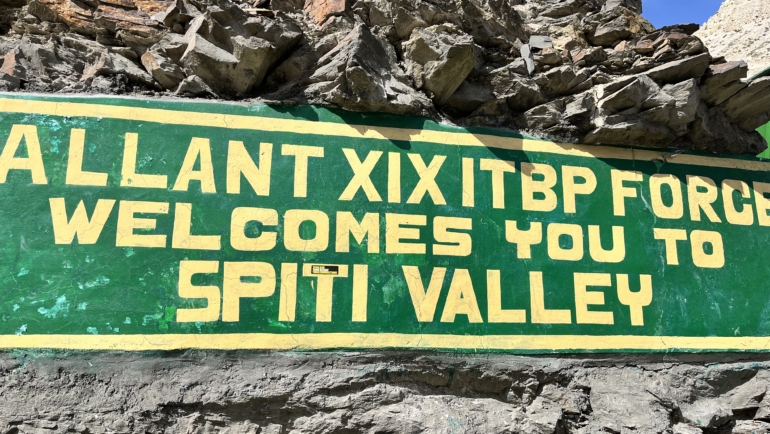 ALLANT XIX ITBP FORCE
WELCOMES YOU TO
SPITI VALLEY